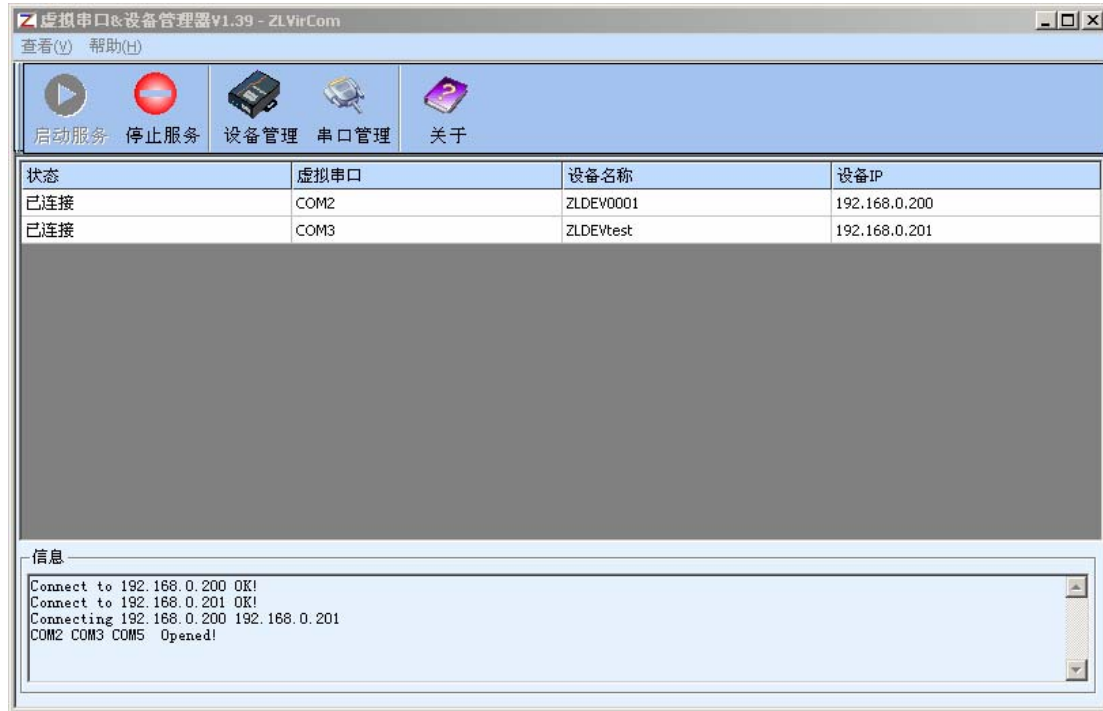 虚拟串口&设备管理器V1.39 - ZLVirCom
查看(V) 帮助(H)
启动服务 停止服务 设备管理 串口管理 关于
状态 虚拟串口 设备名称 设备IP
已连接 COM2 ZLDEV0001 192.168.0.200
已连接 COM3 ZLDEVtest 192.168.0.201
信息
Connect to 192.168.0.200 OK!
Connect to 192.168.0.201 OK!
Connecting 192.168.0.200 192.168.0.201
COM2 COM3 COM5 Opened!